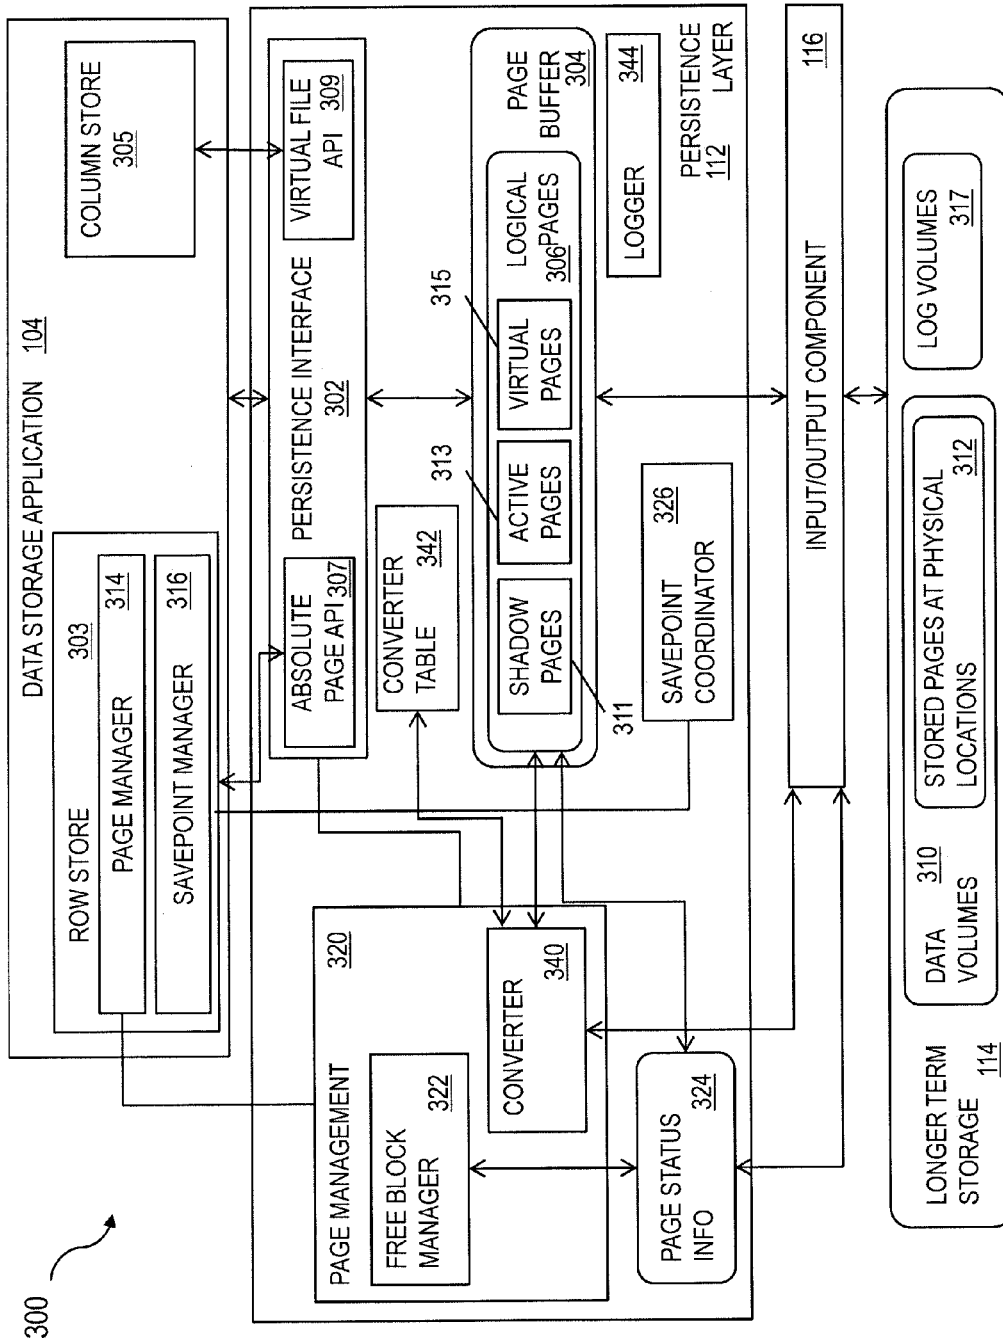 300
DATA STORAGE APPLICATION 104
ROW STORE
303
PAGE MANAGER 314
SAVEPOINT MANAGER 316
COLUMN STORE
305
ABSOLUTE
PAGE API 307
PERSISTENCE INTERFACE
302
VIRTUAL FILE
API 309
PAGE MANAGEMENT 320
FREE BLOCK
MANAGER 322
CONVERTER
340
CONVERTER
TABLE 342
PAGE STATUS
INFO 324
SHADOW
PAGES
311
ACTIVE
PAGES
313
VIRTUAL
PAGES
315
LOGICAL
PAGES
306
PAGE
BUFFER
304
SAVEPOINT 326
COORDINATOR
LOGGER 344
PERSISTENCE
112 LAYER
INPUT/OUTPUT COMPONENT 116
LONGER TERM
STORAGE 114
DATA 310
VOLUMES
STORED PAGES AT PHYSICAL
LOCATIONS 312
LOG VOLUMES
317